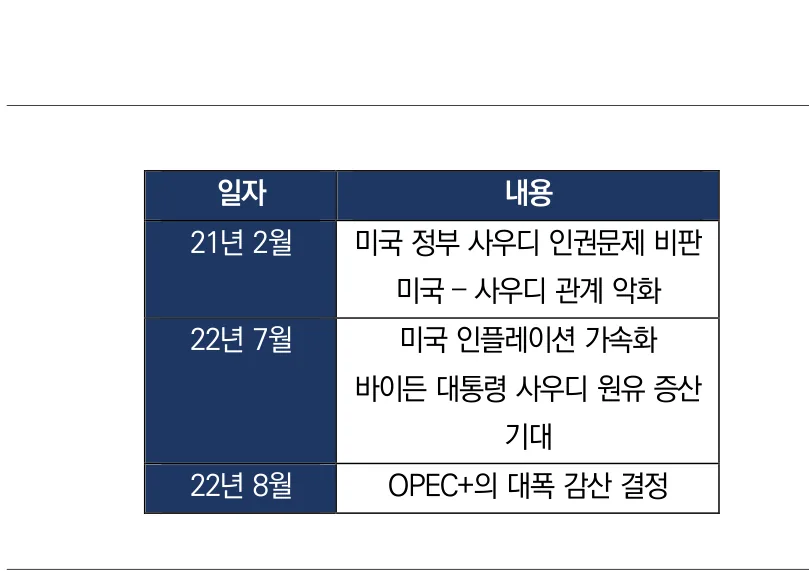 일자 내용
21년 2월 미국 정부 사우디 인권문제 비판
미국 – 사우디 관계 악화
22년 7월 미국 인플레이션 가속화
바이든 대통령 사우디 원유 증산
기대
22년 8월 OPEC+의 대폭 감산 결정